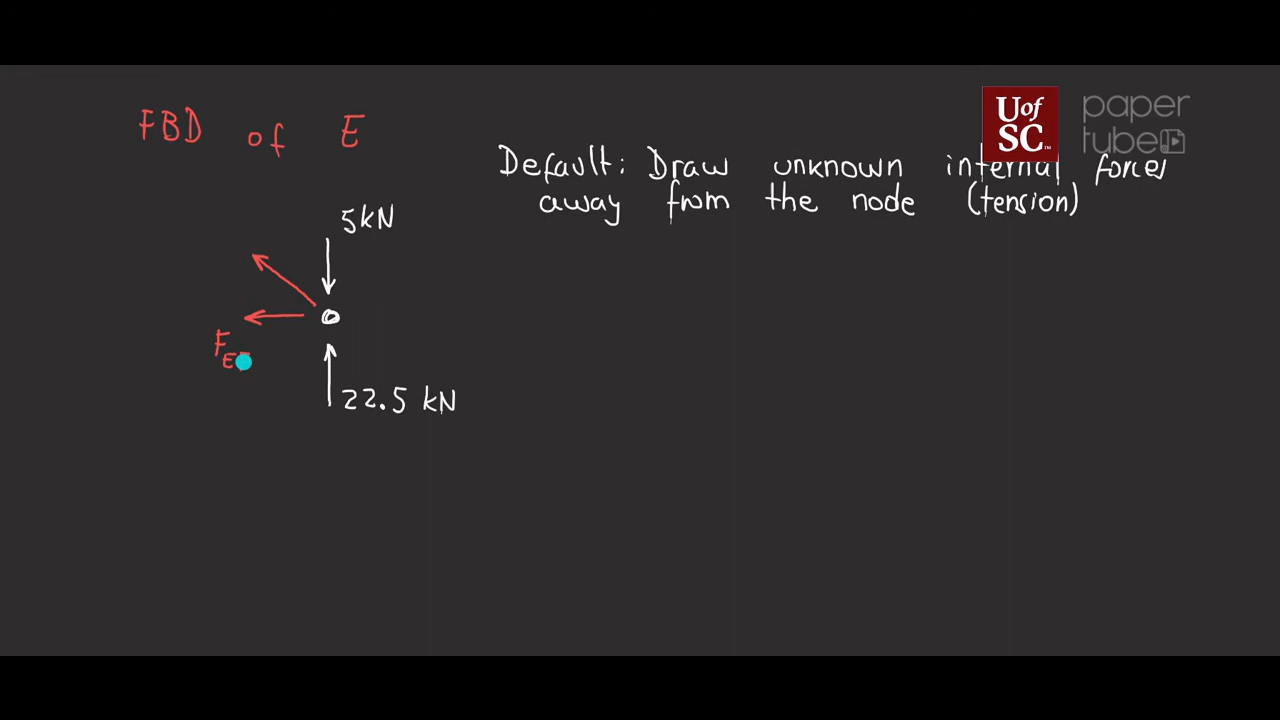 FBD of E
UofSC
paper
tube
Default: Draw unknown internal forces
away from the node (tension)
5kN
F
22.5 kN